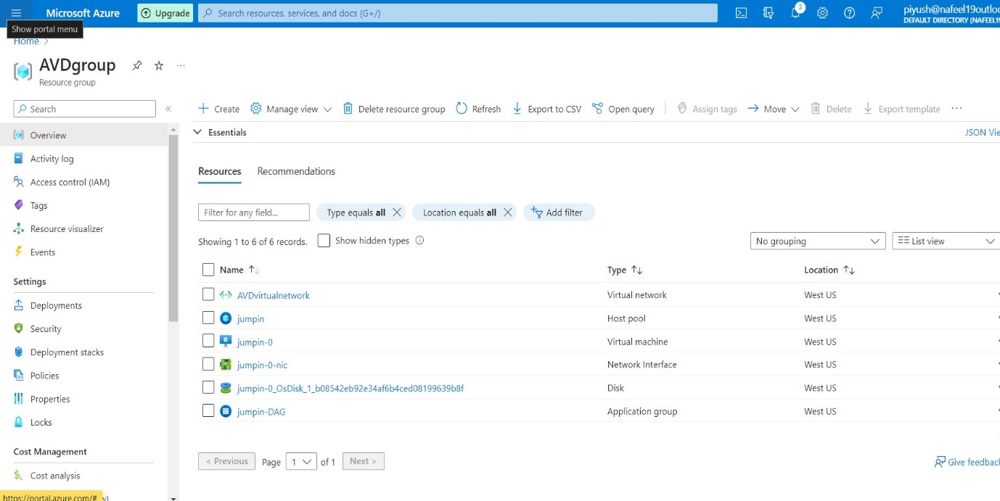 Microsoft Azure Upgrade Search resources, services, and docs (G+/) 3 piyush@nafeel19outloo
DEFAULT DIRECTORY (NAFEEL19
Show portal menu
Home >
AVDgroup ...
Resource group
Search «
Create Manage view Delete resource group Refresh Export to CSV Open query Assign tags Move Delete Export template ...
Overview
Activity log
Access control (IAM)
Tags
Resource visualizer
Events
Settings
Deployments
Security
Deployment stacks
Policies
Properties
Locks
Cost Management
Cost analysis
https://portal.azure.com/# w)
Essentials JSON Vie
Resources Recommendations
Filter for any field... Type equals all Location equals all Add filter
Showing 1 to 6 of 6 records. Show hidden types No grouping List view
Name Type Location
AVDvirtualnetwork Virtual network West US
jumpin Host pool West US
jumpin-0 Virtual machine West US
jumpin-0-nic Network Interface West US
jumpin-0_OsDisk_1_b08542eb92e34af6b4ced08199639b8f Disk West US
jumpin-DAG Application group West US
< Previous Page 1 of 1 Next >
Give feedback